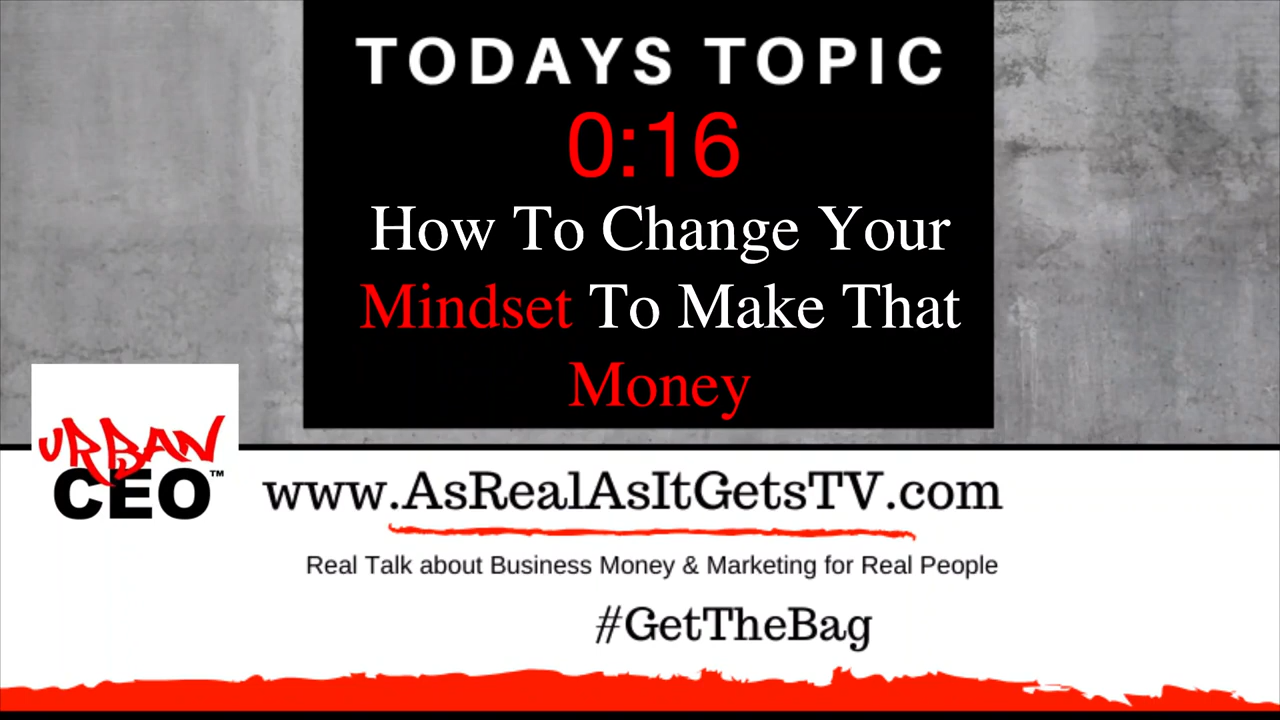 TODAYS TOPIC
0:16
How To Change Your
Mindset To Make That
Money
URBAN
CEO™
www.AsRealAsItGetsTV.com
Real Talk about Business Money & Marketing for Real People
#GetTheBag